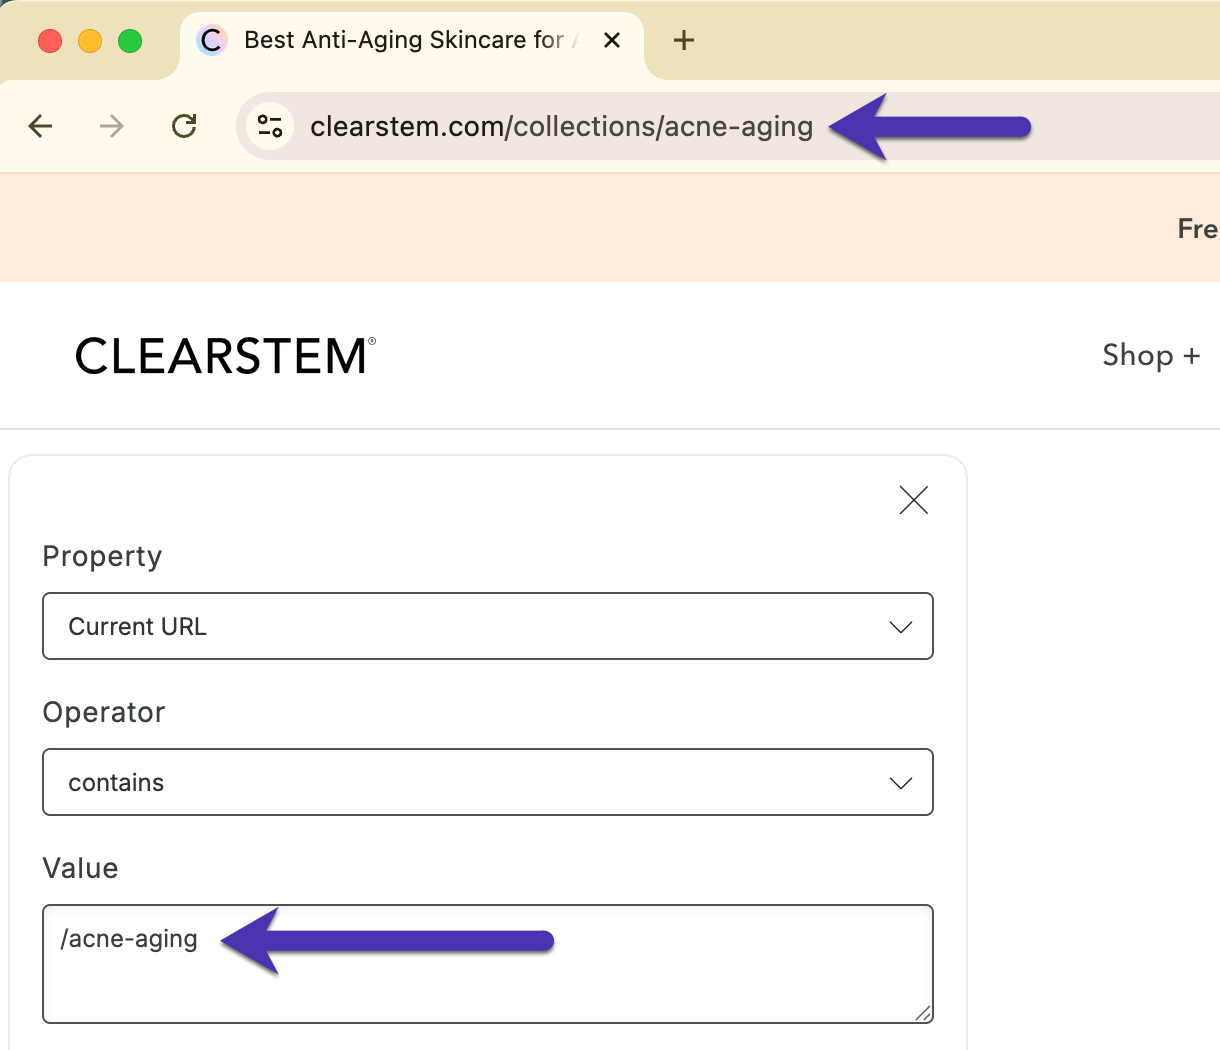 Best Anti-Aging Skincare for
clearstem.com/collections/acne-aging
Fre
CLEARSTEM®
Shop +
Property
Current URL
Operator
contains
Value
/acne-aging